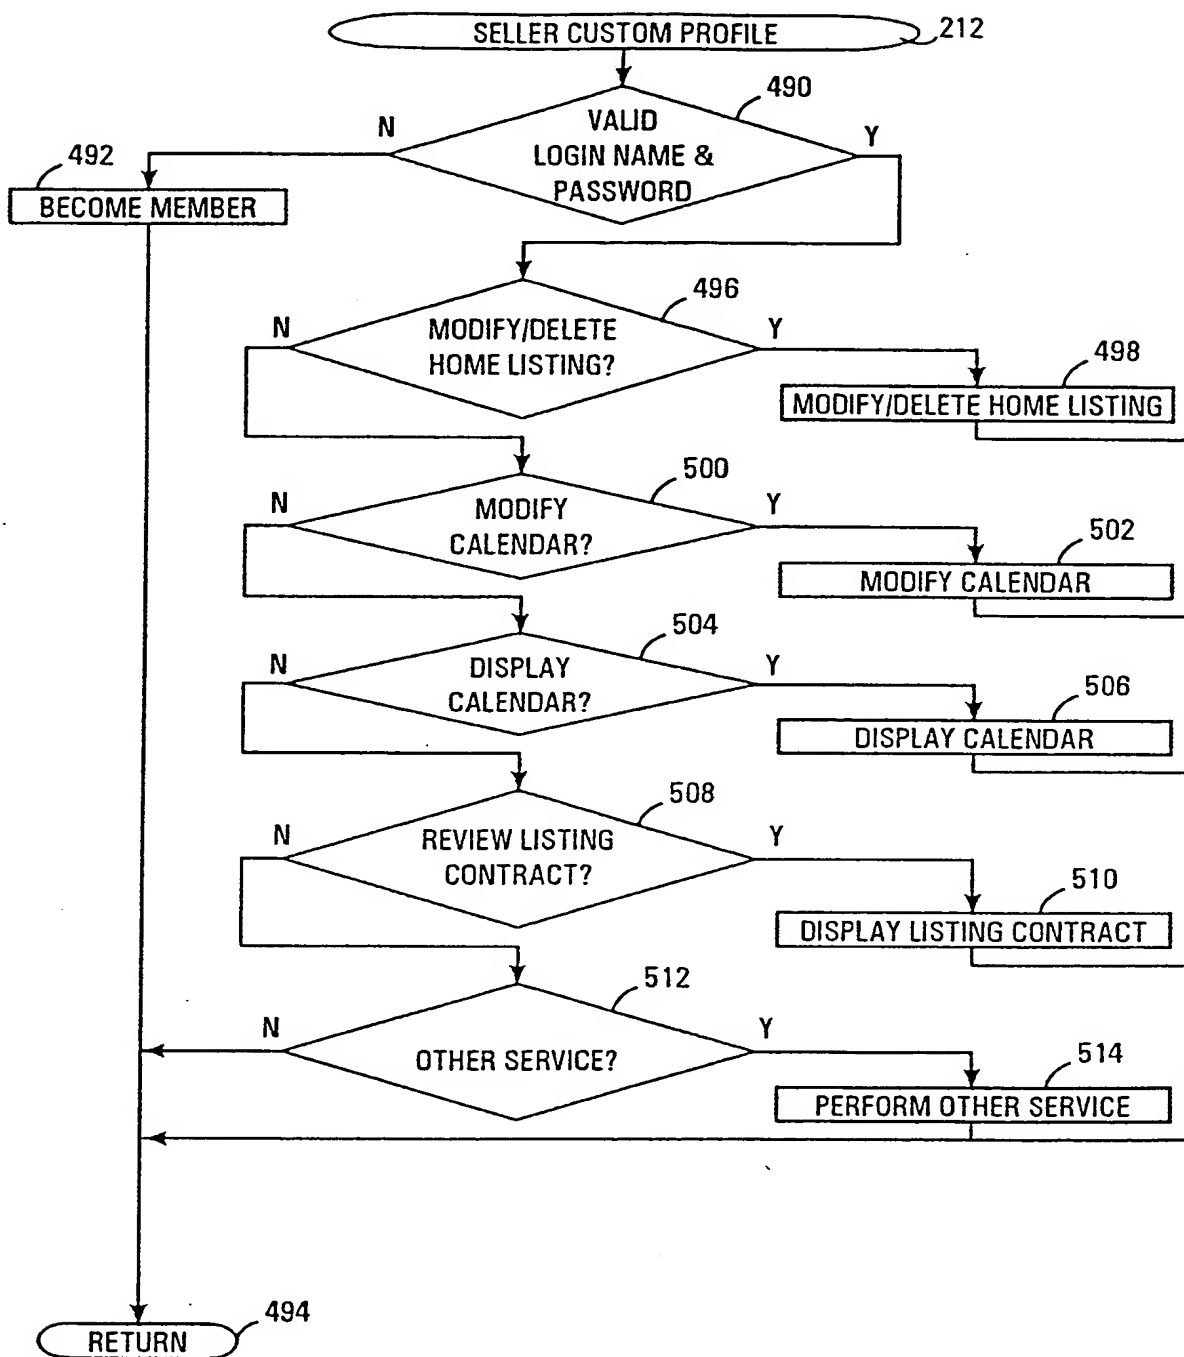 SELLER CUSTOM PROFILE
212
490
N
VALID
LOGIN NAME &
PASSWORD
Y
492
BECOME MEMBER
496
N
MODIFY/DELETE
HOME LISTING?
Y
498
MODIFY/DELETE HOME LISTING
500
N
MODIFY
CALENDAR?
Y
502
MODIFY CALENDAR
504
N
DISPLAY
CALENDAR?
Y
506
DISPLAY CALENDAR
508
N
REVIEW LISTING
CONTRACT?
Y
510
DISPLAY LISTING CONTRACT
512
N
OTHER SERVICE?
Y
514
PERFORM OTHER SERVICE
494
RETURN